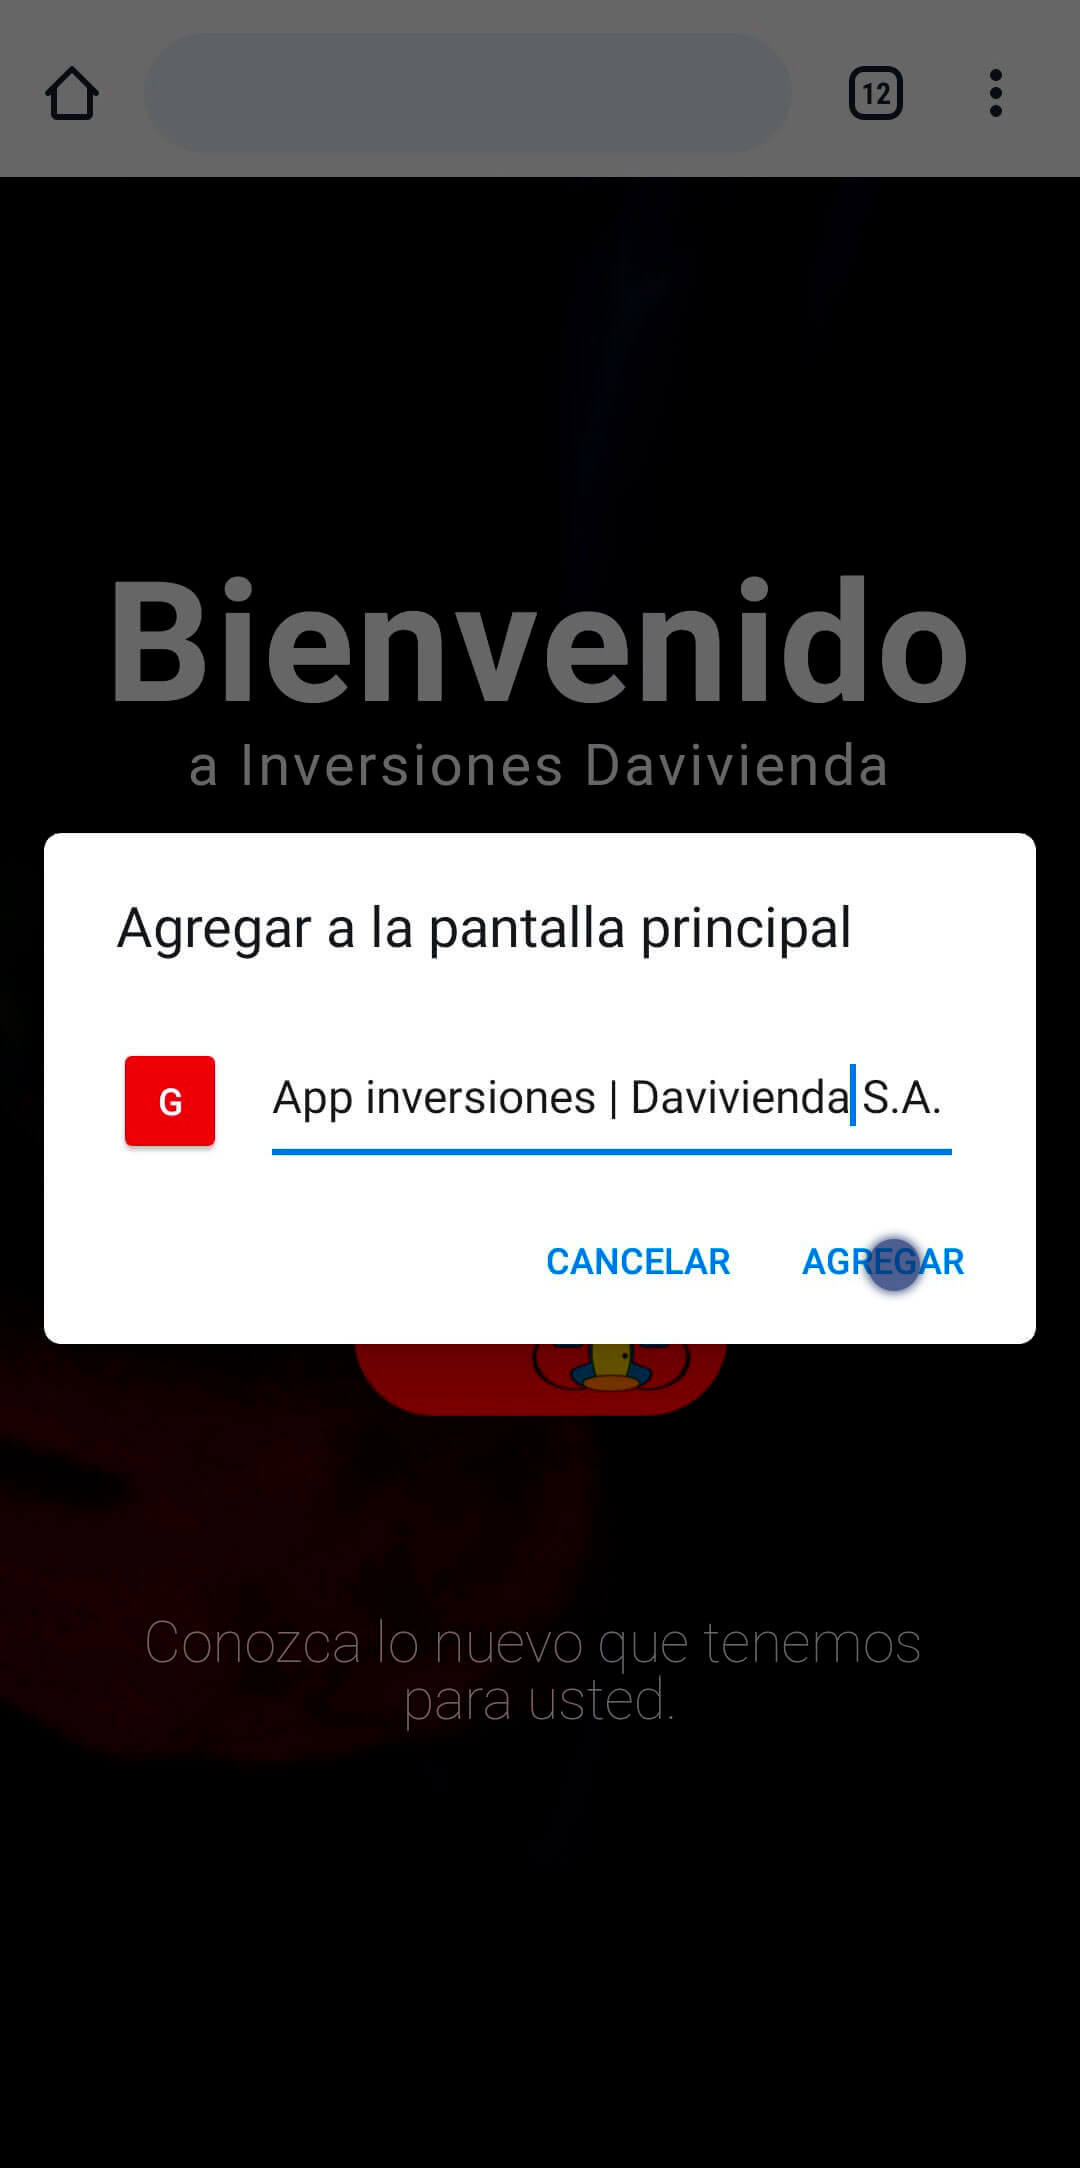 12
Bienvenido
a Inversiones Davivienda
Agregar a la pantalla principal
G
App inversiones | Davivienda S.A.
CANCELAR
AGREGAR
Conozca lo nuevo que tenemos
para usted.